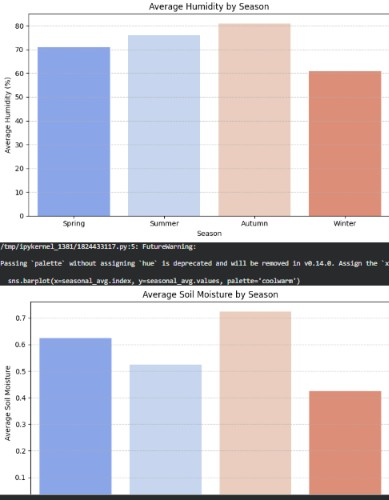 Average Humidity by Season
80
70
60
50
40
30
20
10
0
Average Humidity (%)
Spring Summer Autumn Winter
Season
/tmp/ipykernel_1381/1824433117.py:5: FutureWarning:
Passing `palette` without assigning `hue` is deprecated and will be removed in v0.14.0. Assign the `x
sns.barplot(x=seasonal_avg.index, y=seasonal_avg.values, palette='coolwarm')
Average Soil Moisture by Season
0.7
0.6
0.5
0.4
0.3
0.2
0.1
Average Soil Moisture